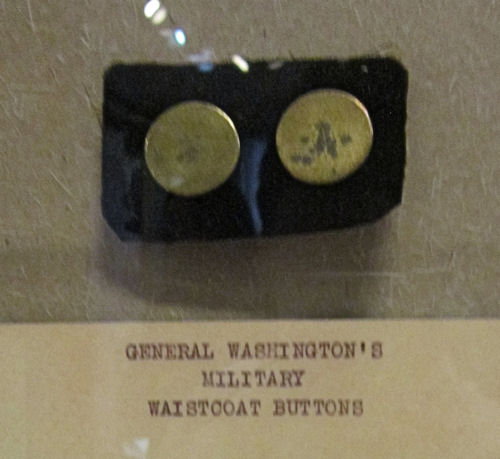 GENERAL WASHINGTON'S
MILITARY
WAISTCOAT BUTTONS